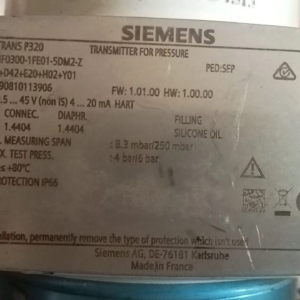 SIEMENS
TRANS P320 TRANSMITTER FOR PRESSURE
F0300-1FE01-5DM2-Z PED:SEP
+D42+E20+H02+Y01
90810113906 FW: 1.01.00 HW: 1.00.00
.5 ... 45 V (non iS) 4 ... 20 mA HART
CONNEC. DIAPHR. FILLING
1.4404 1.4404 SILICONE OIL
. MEASURING SPAN : 8.3 mbar/250 mbar
X. TEST PRESS. : -4 bar/6 bar
≤ +80°C
ROTECTION IP66
llation, permanently remove the type of protection which isn't used
Siemens AG, DE-76181 Karlsruhe
Made in France